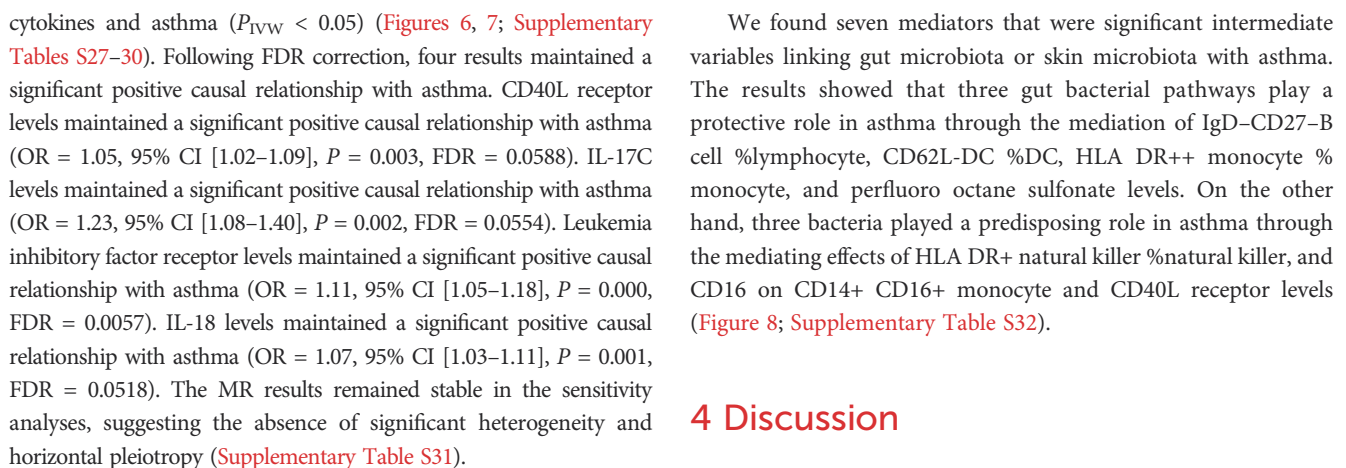 cytokines and asthma (P_IVW < 0.05) (Figures 6, 7; Supplementary
Tables S27–30). Following FDR correction, four results maintained a
significant positive causal relationship with asthma. CD40L receptor
levels maintained a significant positive causal relationship with asthma
(OR = 1.05, 95% CI [1.02–1.09], P = 0.003, FDR = 0.0588). IL-17C
levels maintained a significant positive causal relationship with asthma
(OR = 1.23, 95% CI [1.08–1.40], P = 0.002, FDR = 0.0554). Leukemia
inhibitory factor receptor levels maintained a significant positive causal
relationship with asthma (OR = 1.11, 95% CI [1.05–1.18], P = 0.000,
FDR = 0.0057). IL-18 levels maintained a significant positive causal
relationship with asthma (OR = 1.07, 95% CI [1.03–1.11], P = 0.001,
FDR = 0.0518). The MR results remained stable in the sensitivity
analyses, suggesting the absence of significant heterogeneity and
horizontal pleiotropy (Supplementary Table S31).
We found seven mediators that were significant intermediate
variables linking gut microbiota or skin microbiota with asthma.
The results showed that three gut bacterial pathways play a
protective role in asthma through the mediation of IgD–CD27–B
cell %lymphocyte, CD62L-DC %DC, HLA DR++ monocyte %
monocyte, and perfluoro octane sulfonate levels. On the other
hand, three bacteria played a predisposing role in asthma through
the mediating effects of HLA DR+ natural killer %natural killer, and
CD16 on CD14+ CD16+ monocyte and CD40L receptor levels
(Figure 8; Supplementary Table S32).
4 Discussion